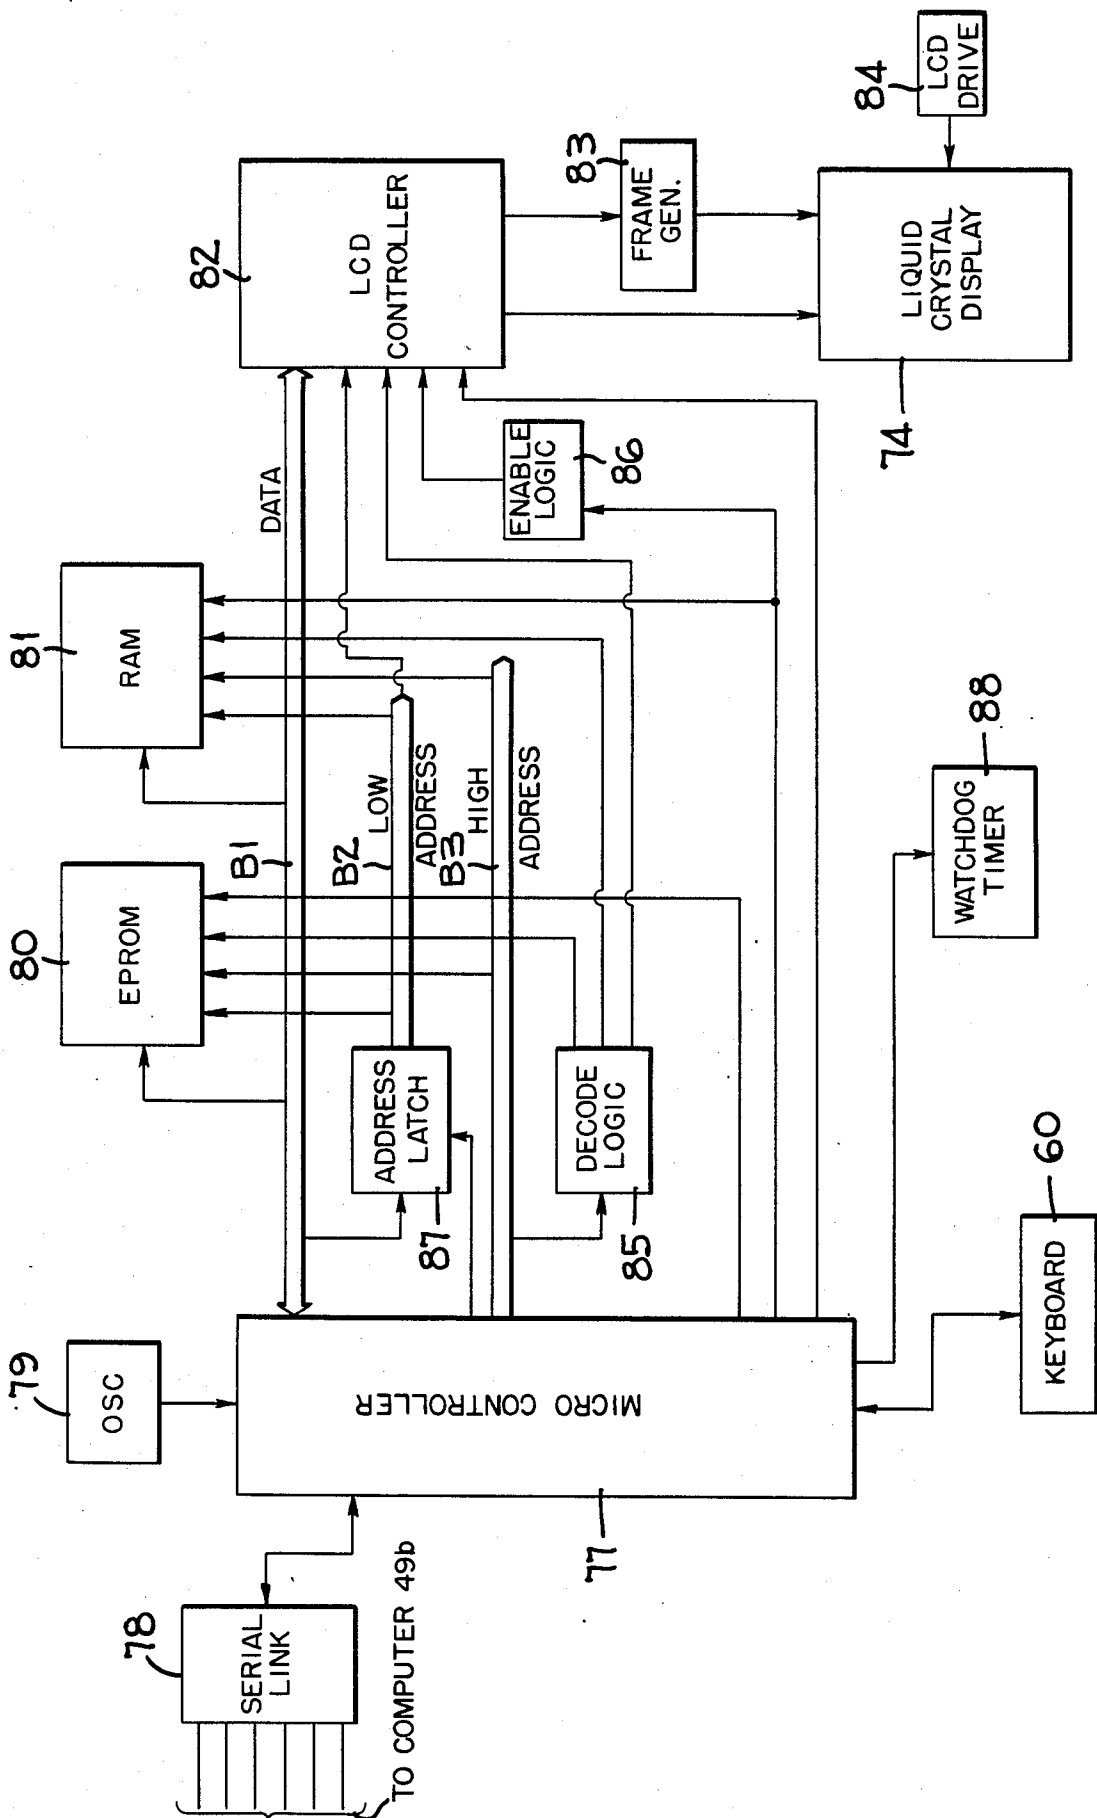 79
OSC
78
SERIAL
LINK
TO COMPUTER 49b
MICRO CONTROLLER
77
KEYBOARD
60
80
EPROM
81
RAM
B1
DATA
B2
LOW
ADDRESS
B3
HIGH
ADDRESS
ADDRESS
LATCH
87
DECODE
LOGIC
85
ENABLE
LOGIC
86
WATCHDOG
TIMER
88
82
LCD
CONTROLLER
83
FRAME
GEN.
84
LCD
DRIVE
LIQUID
CRYSTAL
DISPLAY
74